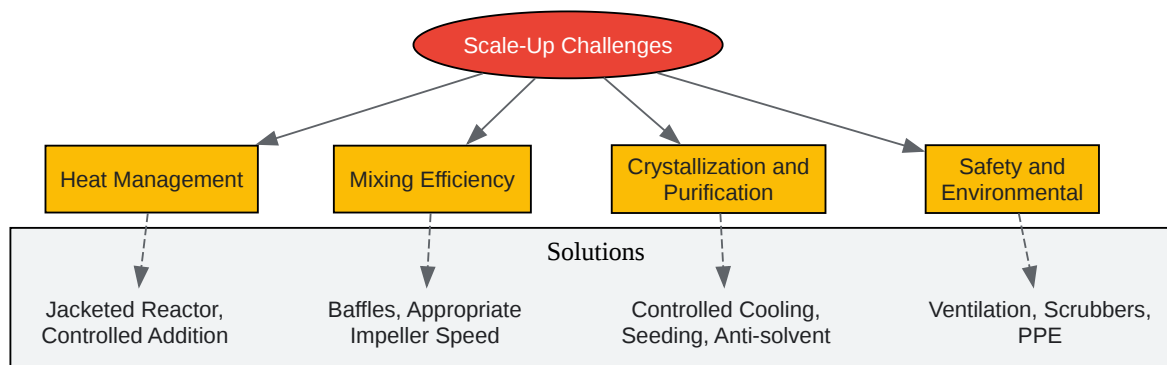 Scale-Up Challenges
Heat Management
Mixing Efficiency
Crystallization and
Purification
Safety and
Environmental
Solutions
Jacketed Reactor,
Controlled Addition
Baffles, Appropriate
Impeller Speed
Controlled Cooling,
Seeding, Anti-solvent
Ventilation, Scrubbers,
PPE